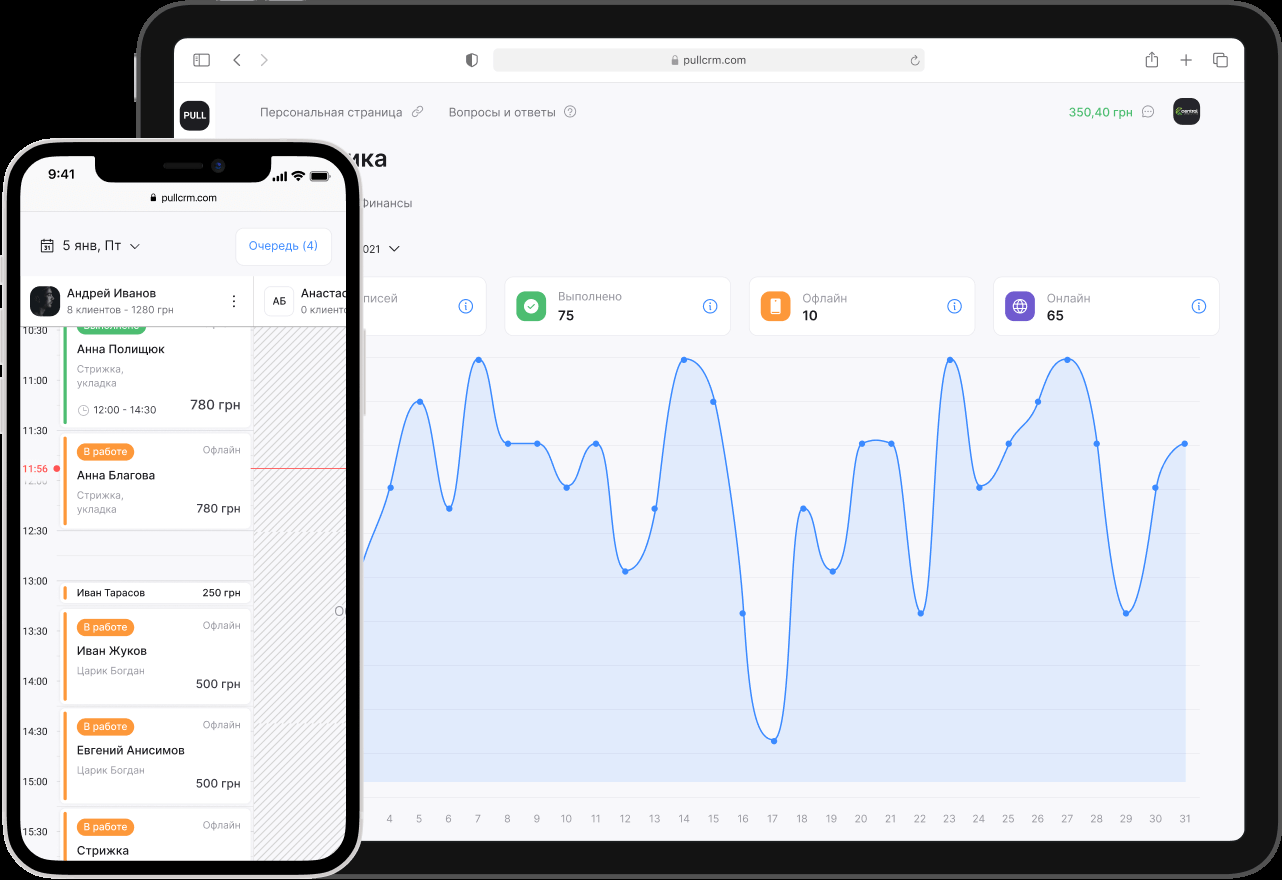 pullcrm.com
PULL
Персональная страница
Вопросы и ответы
350,40 грн
Финансы
Выполнено
75
Офлайн
10
Онлайн
65
4 5 6 7 8 9 10 11 12 13 14 15 16 17 18 19 20 21 22 23 24 25 26 27 28 29 30 31
9:41
pullcrm.com
5 янв, Пт
Очередь (4)
Андрей Иванов
8 клиентов - 1280 грн
АБ
0 клиентов
10:30
Выполнено
Анна Полищюк
Стрижка,
укладка
11:00
12:00 - 14:30
780 грн
11:30
В работе
Офлайн
11:56
Анна Благова
12:00
Стрижка,
укладка
780 грн
12:30
13:00
Иван Тарасов
250 грн
13:30
В работе
Офлайн
Иван Жуков
Царик Богдан
14:00
500 грн
14:30
В работе
Офлайн
Евгений Анисимов
Царик Богдан
15:00
500 грн
15:30
В работе
Офлайн
Стрижка